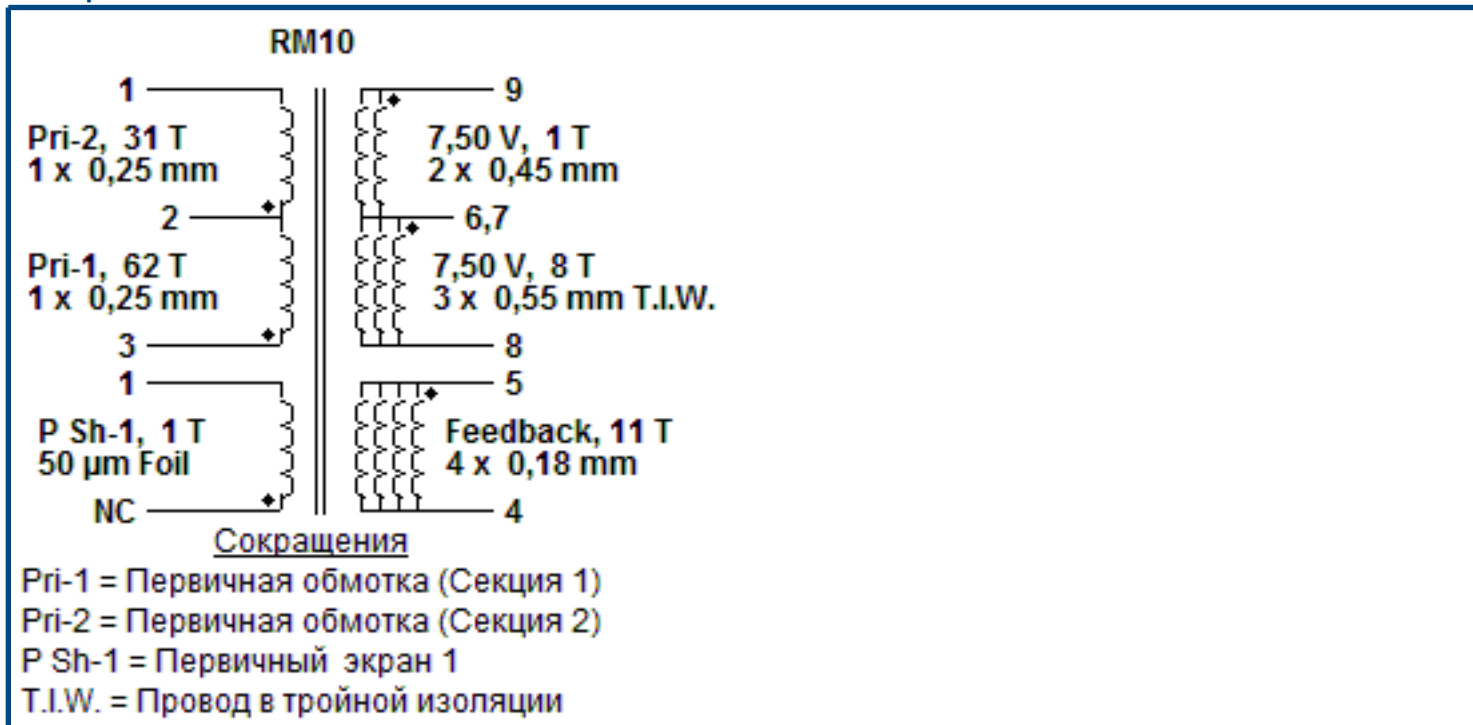 RM10
1
9
Pri-2, 31 T
1 x 0,25 mm
7,50 V, 1 T
2 x 0,45 mm
2
6,7
Pri-1, 62 T
1 x 0,25 mm
7,50 V, 8 T
3 x 0,55 mm T.I.W.
3
8
1
5
P Sh-1, 1 T
50 µm Foil
Feedback, 11 T
4 x 0,18 mm
NC
4
Сокращения
Pri-1 = Первичная обмотка (Секция 1)
Pri-2 = Первичная обмотка (Секция 2)
P Sh-1 = Первичный экран 1
T.I.W. = Провод в тройной изоляции